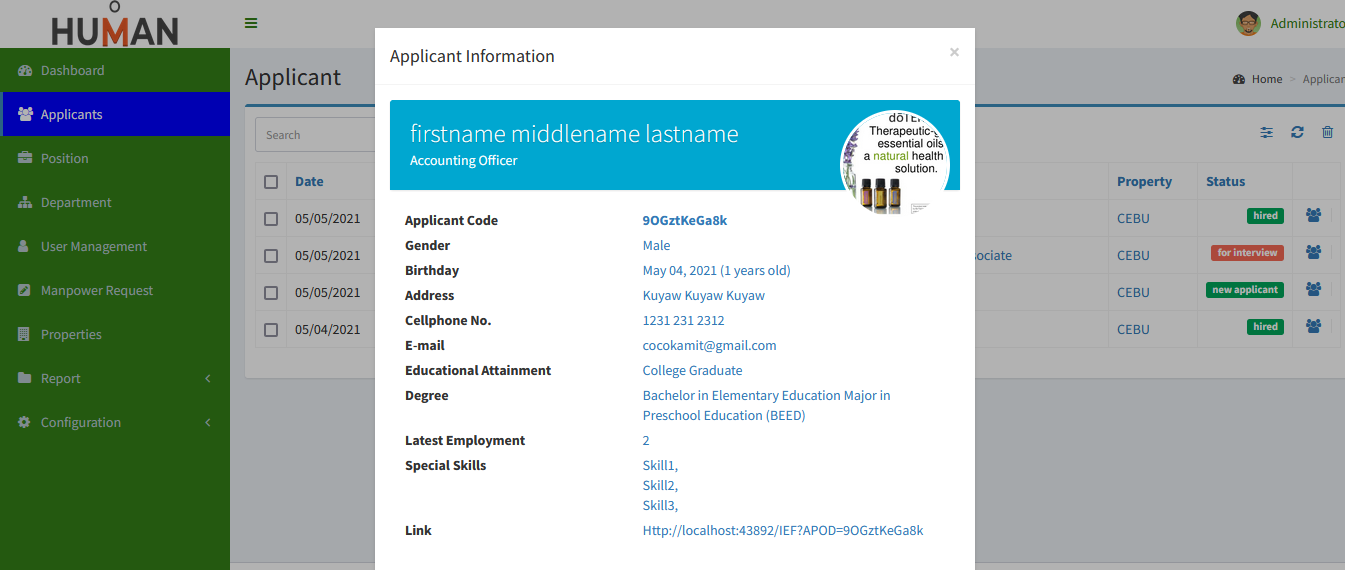 HUMAN
Administrato
Dashboard
Applicants
Position
Department
User Management
Manpower Request
Properties
Report
Configuration
Applicant
Home > Applicar
Search
Date
Property
Status
05/05/2021
CEBU
hired
05/05/2021
sociate
CEBU
for interview
05/05/2021
CEBU
new applicant
05/04/2021
CEBU
hired
Applicant Information
×
firstname middlename lastname
Accounting Officer
dōTER
Therapeutic-g
essential oils
a natural health
solution.
Applicant Code 9OGztKeGa8k
Gender Male
Birthday May 04, 2021 (1 years old)
Address Kuyaw Kuyaw Kuyaw
Cellphone No. 1231 231 2312
E-mail cocokamit@gmail.com
Educational Attainment College Graduate
Degree Bachelor in Elementary Education Major in
Preschool Education (BEED)
Latest Employment 2
Special Skills Skill1,
Skill2,
Skill3,
Link Http://localhost:43892/IEF?APOD=9OGztKeGa8k